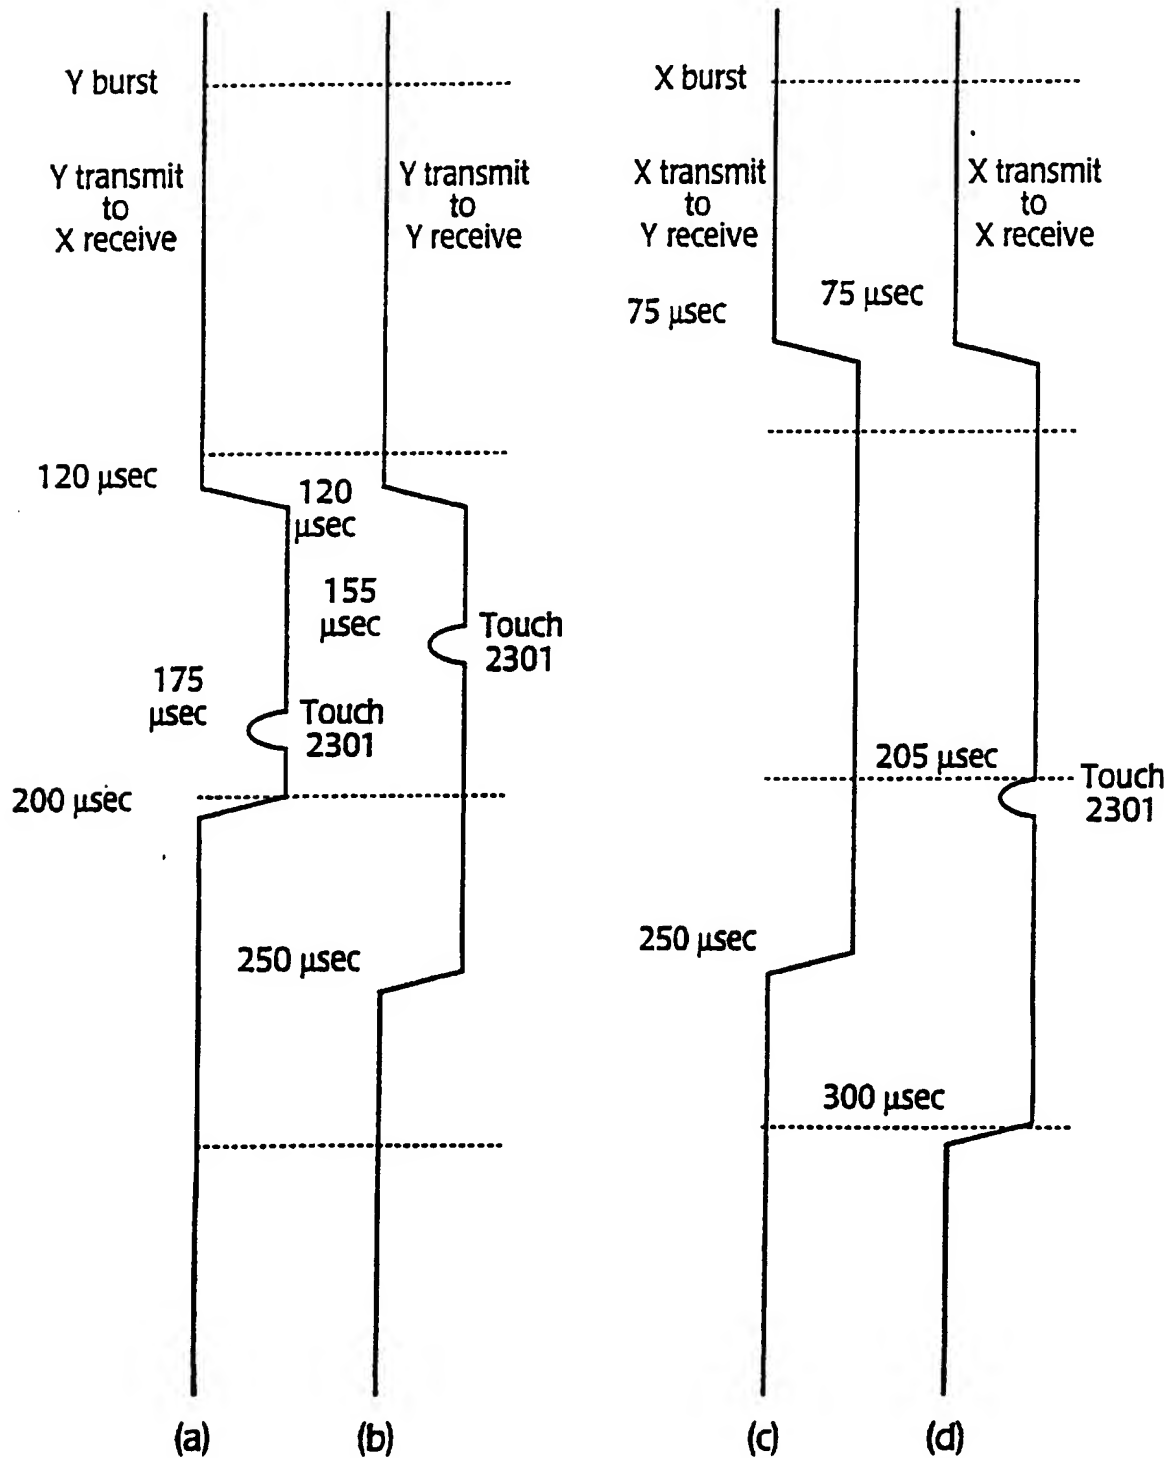 Y burst
X burst
Y transmit
to
X receive
Y transmit
to
Y receive
X transmit
to
Y receive
X transmit
to
X receive
75 µsec
75 µsec
120 µsec
120
µsec
155
µsec
Touch
2301
175
µsec
Touch
2301
200 µsec
205 µsec
Touch
2301
250 µsec
250 µsec
300 µsec
(a)
(b)
(c)
(d)